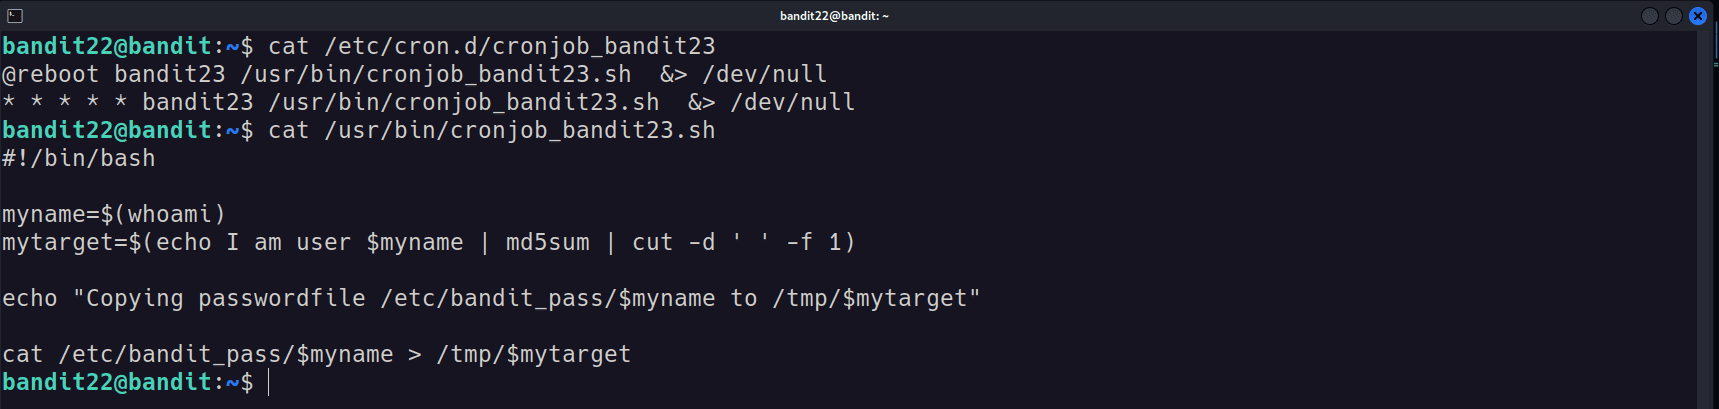 bandit22@bandit: ~
bandit22@bandit:~$ cat /etc/cron.d/cronjob_bandit23
@reboot bandit23 /usr/bin/cronjob_bandit23.sh  &> /dev/null
* * * * * bandit23 /usr/bin/cronjob_bandit23.sh  &> /dev/null
bandit22@bandit:~$ cat /usr/bin/cronjob_bandit23.sh
#!/bin/bash
myname=$(whoami)
mytarget=$(echo I am user $myname | md5sum | cut -d ' ' -f 1)
echo "Copying passwordfile /etc/bandit_pass/$myname to /tmp/$mytarget"
cat /etc/bandit_pass/$myname > /tmp/$mytarget
bandit22@bandit:~$